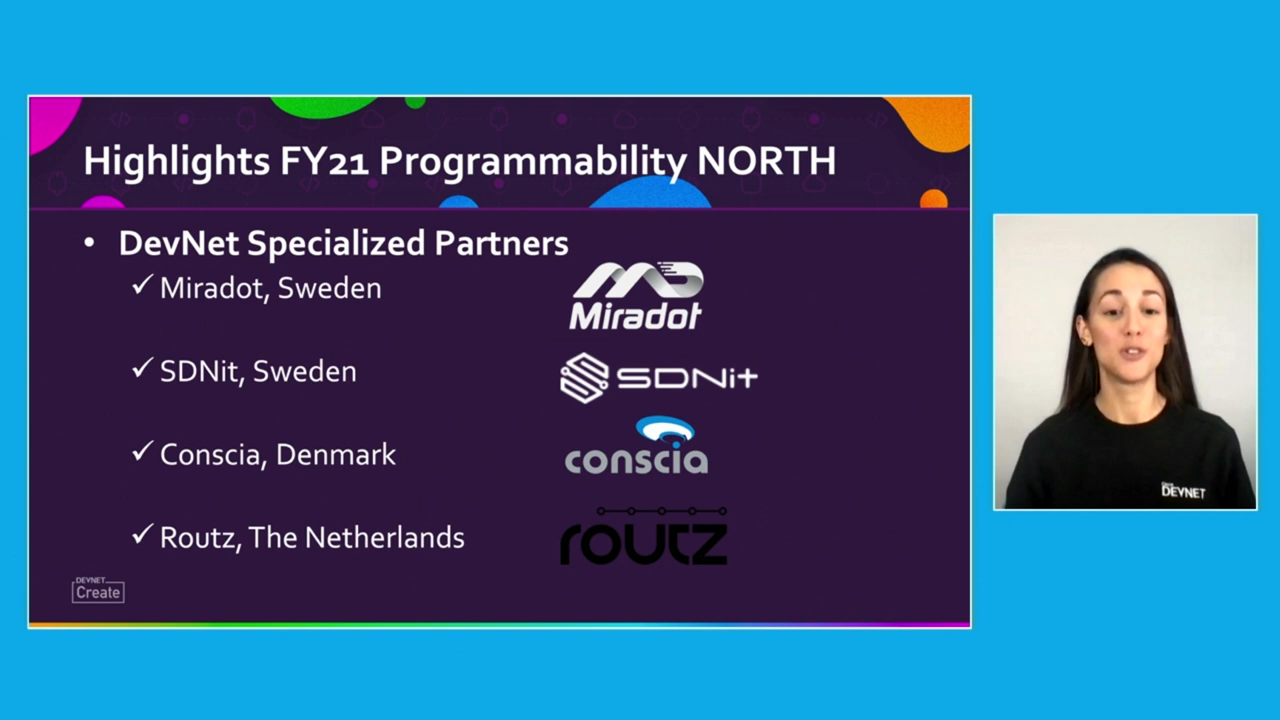 Highlights FY21 Programmability NORTH
• DevNet Specialized Partners
✓ Miradot, Sweden
Miradot
✓ SDNit, Sweden
SDNit
✓ Conscia, Denmark
conscia
✓ Routz, The Netherlands
routz
DEVNET
Create
DEVNET